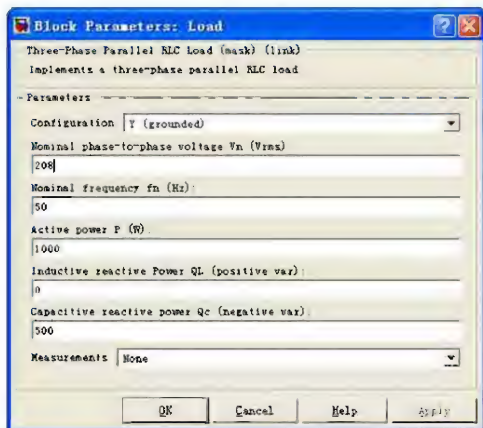 Block Parameters: Load
Three-Phase Parallel RLC Load (mask) (link)
Implements a three-phase parallel RLC load
Parameters
Configuration Y (grounded)
Nominal phase-to-phase voltage Vn (Vrms)
208
Nominal frequency fn (Hz):
50
Active power P (W):
1000
Inductive reactive Power QL (positive var):
0
Capacitive reactive power Qc (negative var):
500
Measurements None
OK Cancel Help Apply